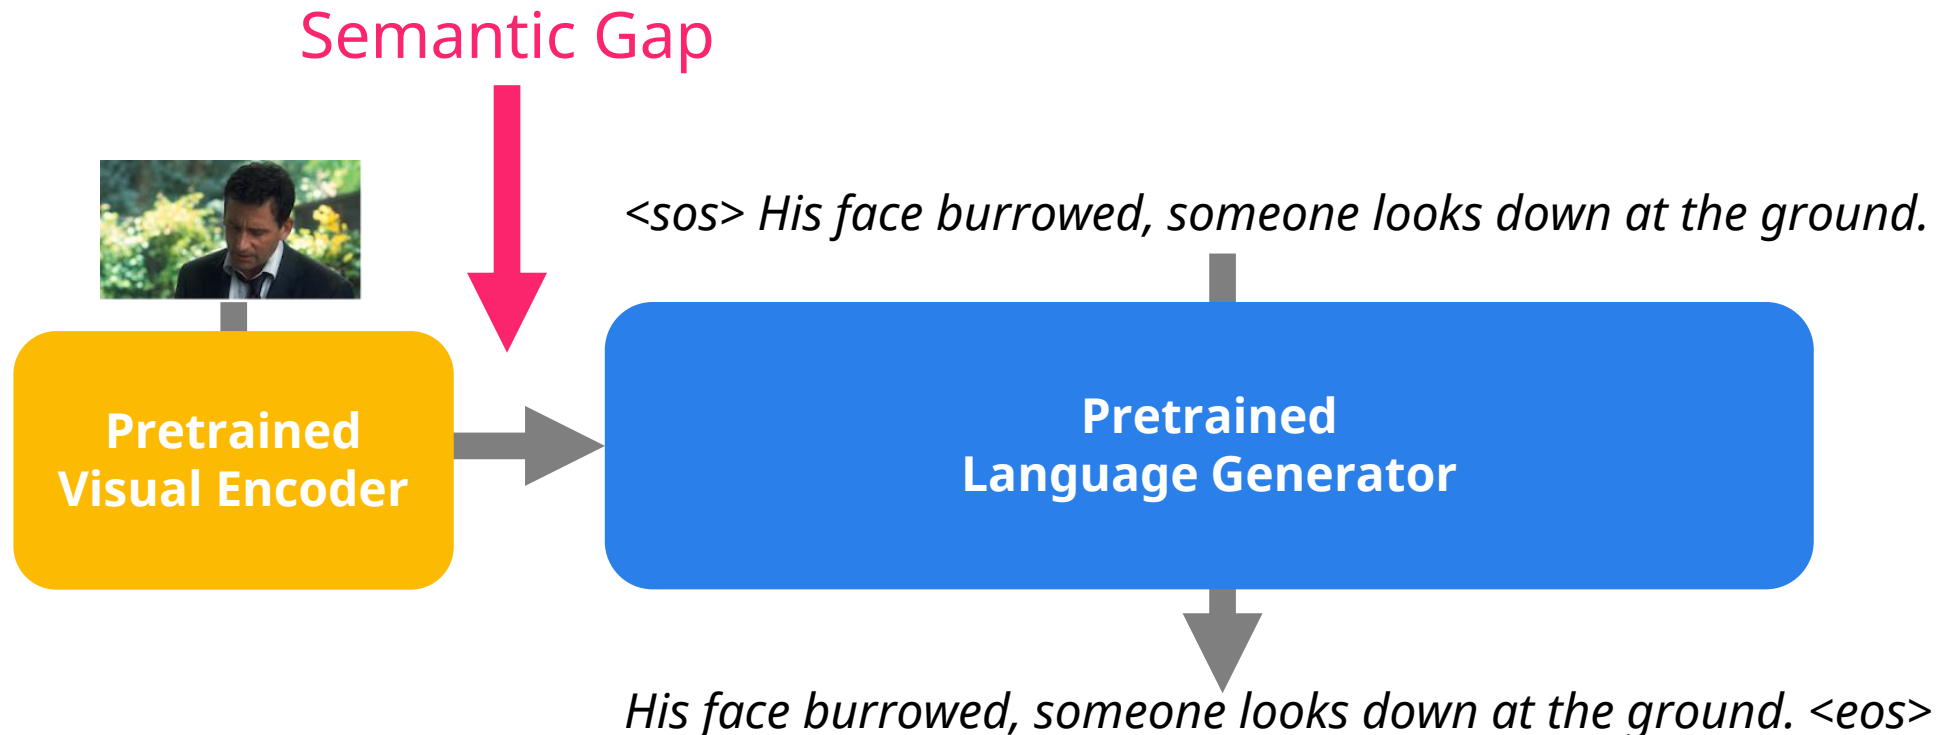 Semantic Gap
<sos> His face burrowed, someone looks down at the ground.
Pretrained
Visual Encoder
Pretrained
Language Generator
His face burrowed, someone looks down at the ground. <eos>